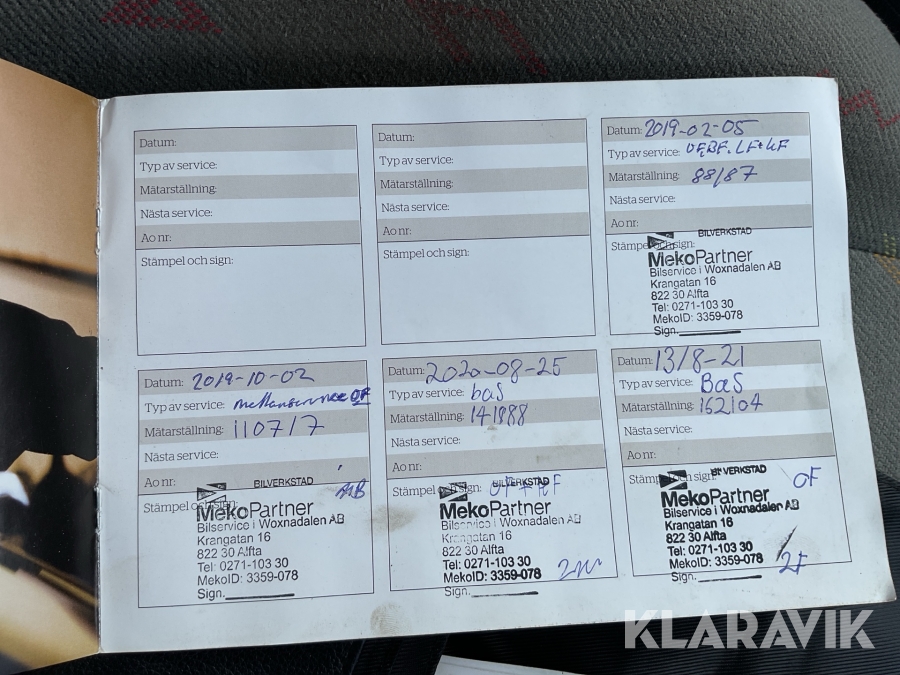 Datum:
Typ av service:
Mätarställning:
Nästa service:
Ao nr:
Stämpel och sign:
Datum:
Typ av service:
Mätarställning:
Nästa service:
Ao nr:
Stämpel och sign:
Datum: 2019-02-05
Typ av service: OF, BF. LF+KF
Mätarställning: 88187
Nästa service:
Ao nr:
Stämpel och sign:
BILVERKSTAD
MekoPartner
Bilservice i Woxnadalen AB
Krangatan 16
822 30 Alfta
Tel: 0271-103 30
MekoID: 3359-078
Sign.
Datum: 2019-10-02
Typ av service: mellanservice OF
Mätarställning: 110717
Nästa service:
Ao nr:
Stämpel och sign:
BILVERKSTAD
MekoPartner
Bilservice i Woxnadalen AB
Krangatan 16
822 30 Alfta
Tel: 0271-103 30
MekoID: 3359-078
Sign.
Datum: 2020-08-25
Typ av service: bas
Mätarställning: 141888
Nästa service:
Ao nr:
Stämpel och sign: OF+KF
BILVERKSTAD
MekoPartner
Bilservice i Woxnadalen AB
Krangatan 16
822 30 Alfta
Tel: 0271-103 30
MekoID: 3359-078
Sign.
Datum: 13/8-21
Typ av service: BaS
Mätarställning: 162104
Nästa service:
Ao nr:
Stämpel och sign: OF
BILVERKSTAD
MekoPartner
Bilservice i Woxnadalen AB
Krangatan 16
822 30 Alfta
Tel: 0271-103 30
MekoID: 3359-078
Sign.
KLARAVIK